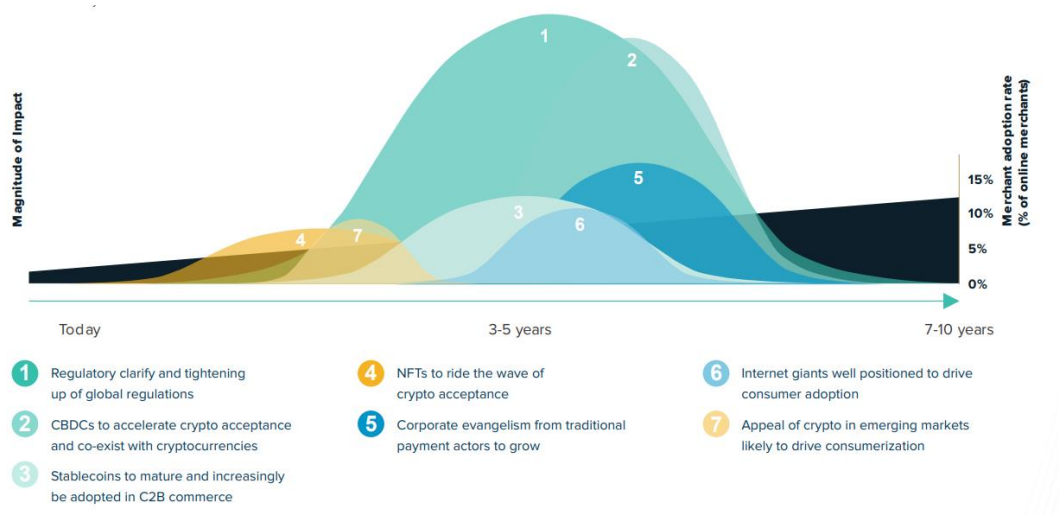 Magnitude of Impact
1
2
3
4
5
6
7
15%
10%
5%
0%
Merchant adoption rate
(% of online merchants)
Today
3-5 years
7-10 years
1 Regulatory clarify and tightening
up of global regulations
2 CBDCs to accelerate crypto acceptance
and co-exist with cryptocurrencies
3 Stablecoins to mature and increasingly
be adopted in C2B commerce
4 NFTs to ride the wave of
crypto acceptance
5 Corporate evangelism from traditional
payment actors to grow
6 Internet giants well positioned to drive
consumer adoption
7 Appeal of crypto in emerging markets
likely to drive consumerization